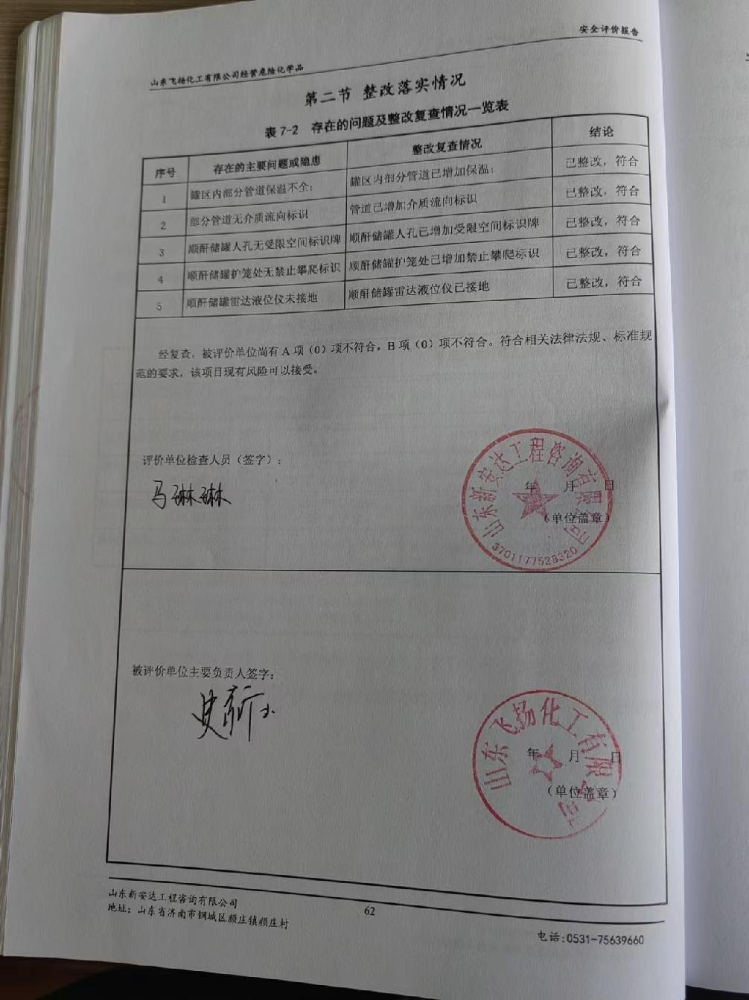 安全评价报告
山东飞扬化工有限公司经营危险化学品
第二节 整改落实情况
表 7-2 存在的问题及整改复查情况一览表
序号 存在的主要问题或隐患 整改复查情况 结论
1 罐区内部分管道保温不全; 罐区内部分管道已增加保温; 已整改，符合
2 部分管道无介质流向标识 管道已增加介质流向标识 已整改，符合
3 顺酐储罐人孔无受限空间标识牌 顺酐储罐人孔已增加受限空间标识牌 已整改，符合
4 顺酐储罐护笼处无禁止攀爬标识 顺酐储罐护笼处已增加禁止攀爬标识 已整改，符合
5 顺酐储罐雷达液位仪未接地 顺酐储罐雷达液位仪已接地 已整改，符合
经复查，被评价单位尚有 A 项（0）项不符合，B 项（0）项不符合。符合相关法律法规、标准规
范的要求，该项目现有风险可以接受。
评价单位检查人员（签字）：
马琳琳
山东新安达工程咨询有限公司
年 月 日
（单位盖章）
3701177528320
被评价单位主要负责人签字：
山东飞扬化工有限公司
年 月 日
（单位盖章）
山东新安达工程咨询有限公司
地址：山东省济南市钢城区颜庄镇颜庄村
62
电话:0531-75639660